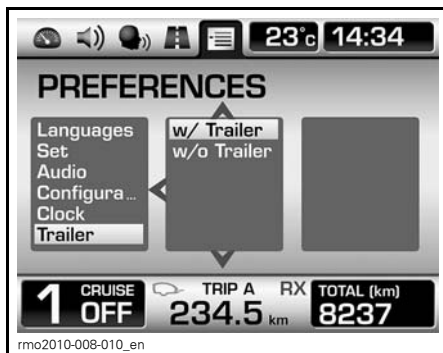 23°c 14:34
PREFERENCES
Languages
Set
Audio
Configura...
Clock
Trailer
w/ Trailer
w/o Trailer
1 CRUISE OFF
TRIP A RX
234.5 km
TOTAL (km)
8237
rmo2010-008-010_en